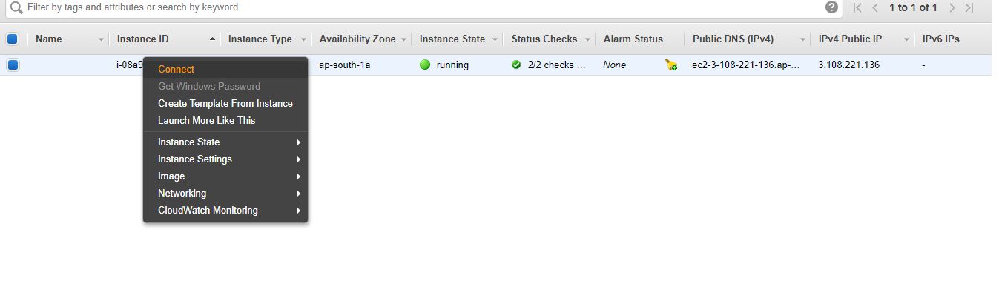 Filter by tags and attributes or search by keyword
? 1 to 1 of 1
Name Instance ID Instance Type Availability Zone Instance State Status Checks Alarm Status Public DNS (IPv4) IPv4 Public IP IPv6 IPs
i-08a9 ap-south-1a running 2/2 checks ... None ec2-3-108-221-136.ap-... 3.108.221.136 -
Connect
Get Windows Password
Create Template From Instance
Launch More Like This
Instance State
Instance Settings
Image
Networking
CloudWatch Monitoring